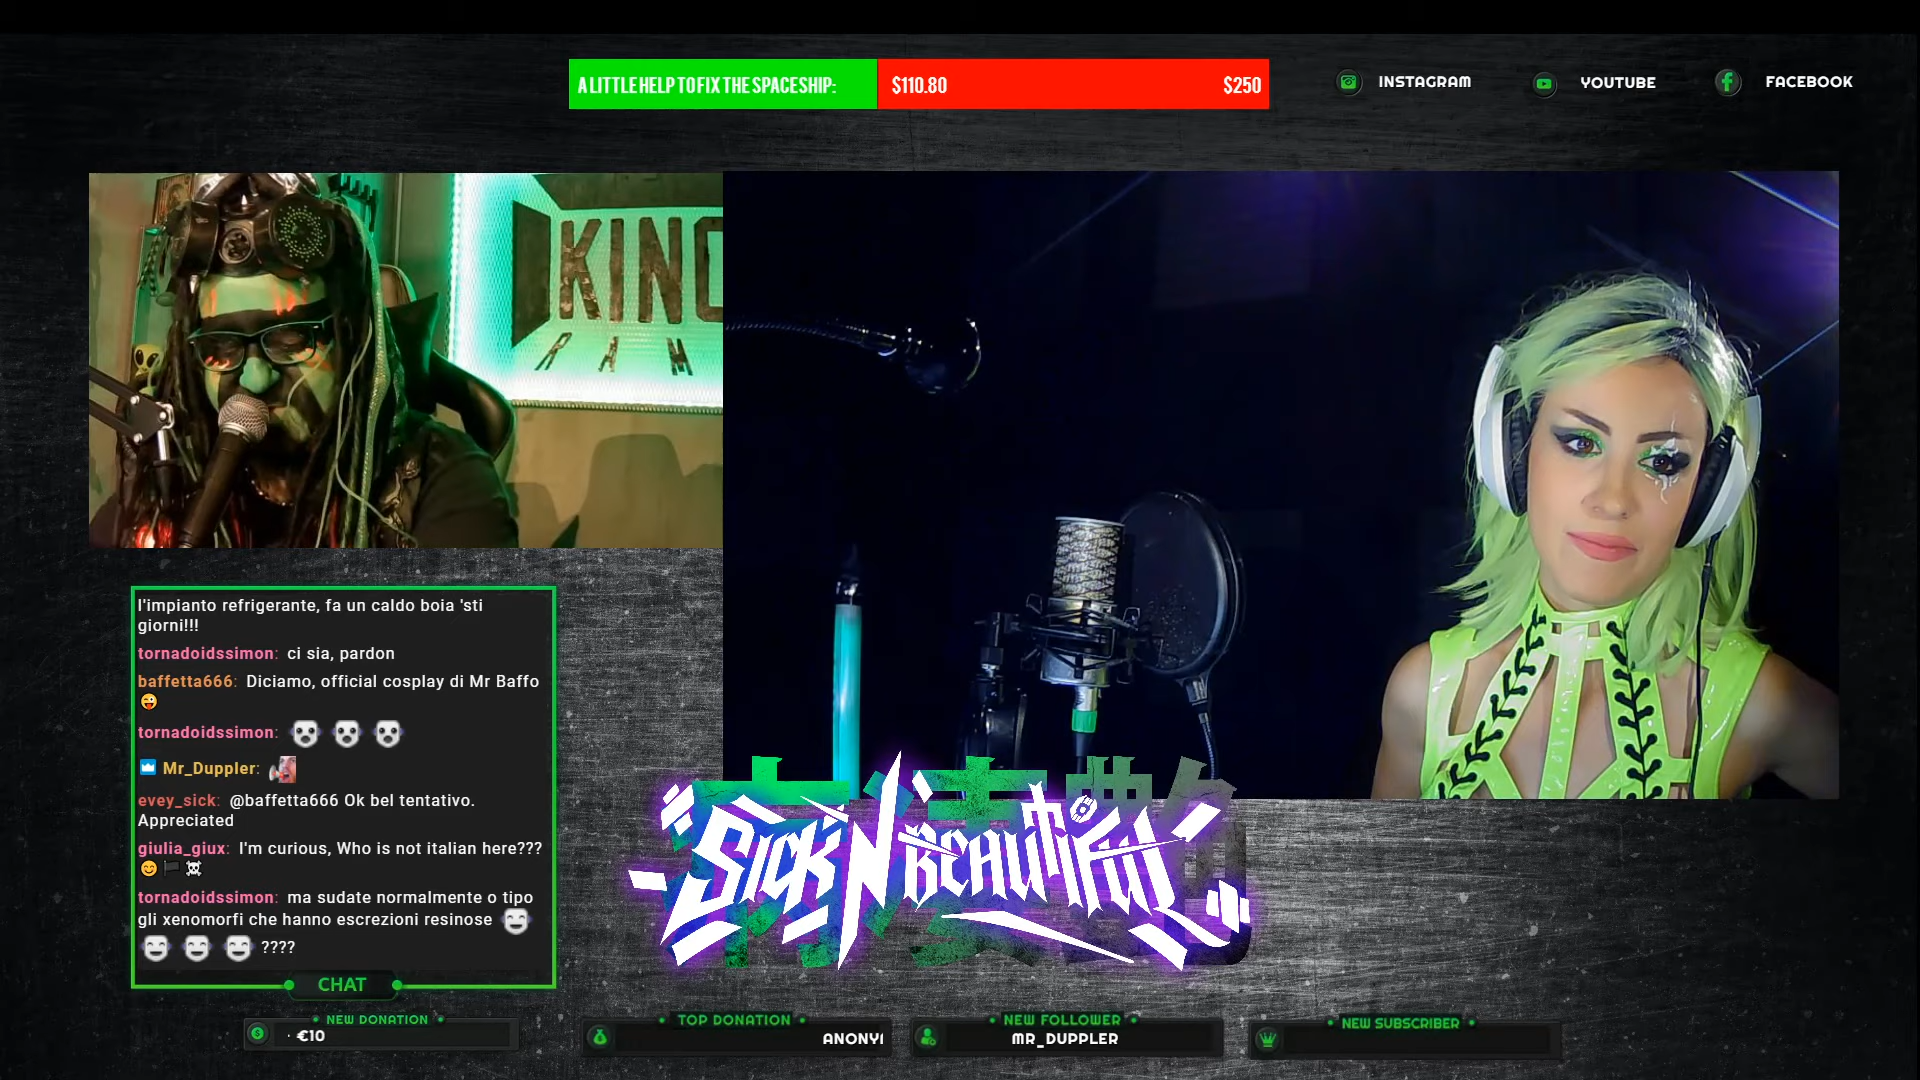 A LITTLE HELP TO FIX THE SPACESHIP: $110.80 $250
INSTAGRAM
YOUTUBE
FACEBOOK
KING
RAM
l'impianto refrigerante, fa un caldo boia 'sti
giorni!!!
tornadoidssimon: ci sia, pardon
baffetta666: Diciamo, official cosplay di Mr Baffo
😜
tornadoidssimon:
Mr_Duppler:
evey_sick: @baffetta666 Ok bel tentativo.
Appreciated
giulia_giux: I'm curious, Who is not italian here???
😊🏴☠
tornadoidssimon: ma sudate normalmente o tipo
gli xenomorfi che hanno escrezioni resinose
????
CHAT
SICK N BEAUTIFUL
NEW DONATION
· €10
TOP DONATION
ANONYI
NEW FOLLOWER
MR_DUPPLER
NEW SUBSCRIBER